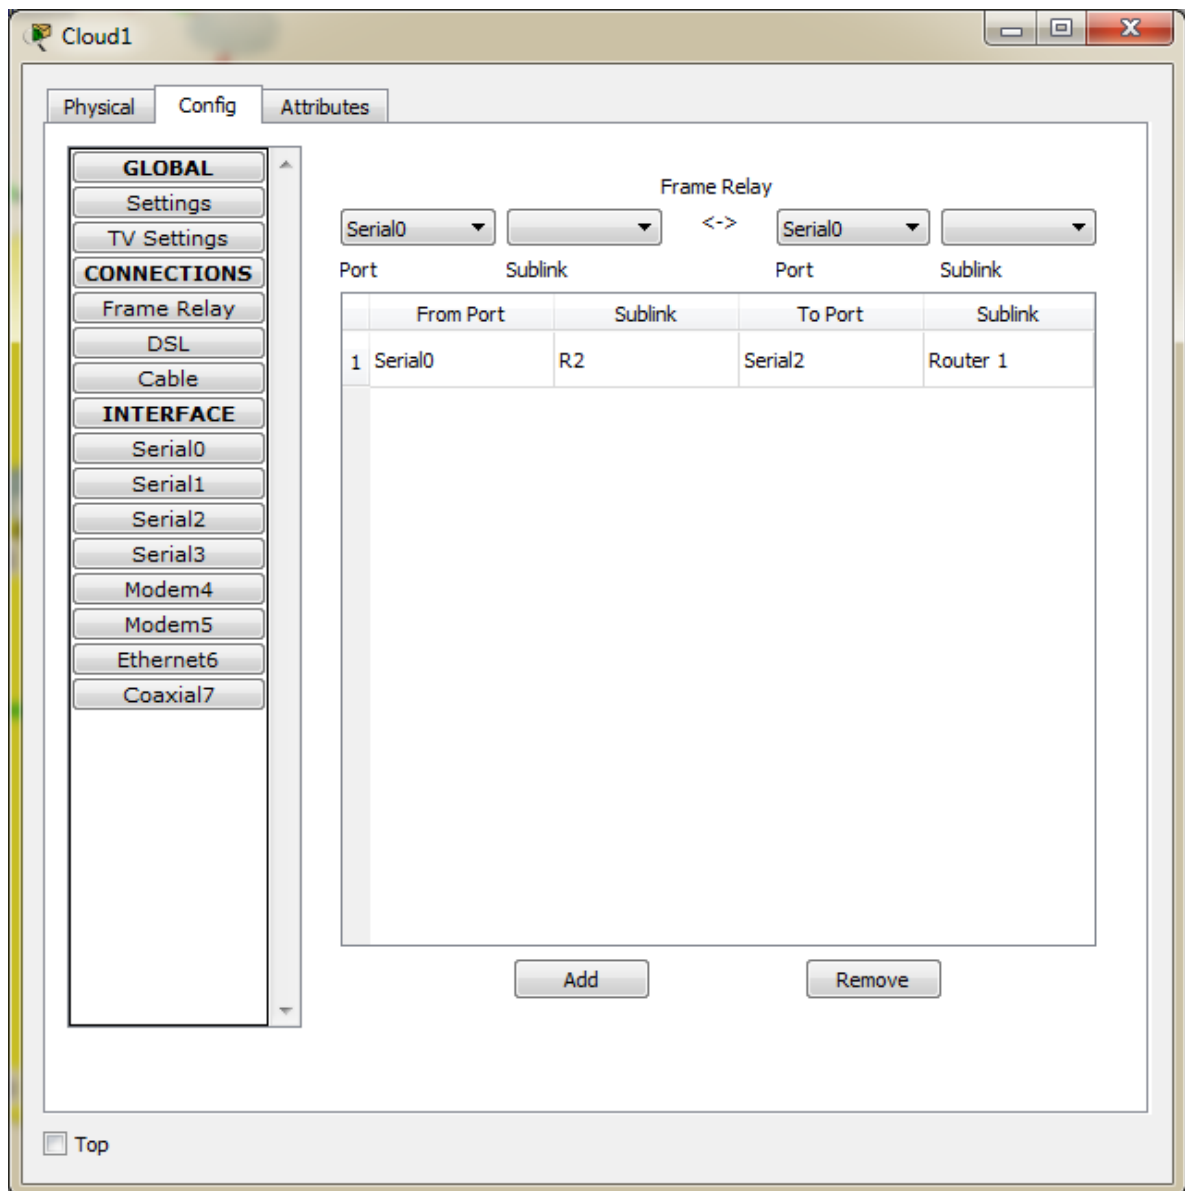 Cloud1
Physical Config Attributes
GLOBAL
Settings
TV Settings
CONNECTIONS
Frame Relay
DSL
Cable
INTERFACE
Serial0
Serial1
Serial2
Serial3
Modem4
Modem5
Ethernet6
Coaxial7
Frame Relay
Serial0 <-> Serial0
Port Sublink Port Sublink
From Port Sublink To Port Sublink
1 Serial0 R2 Serial2 Router 1
Add Remove
Top